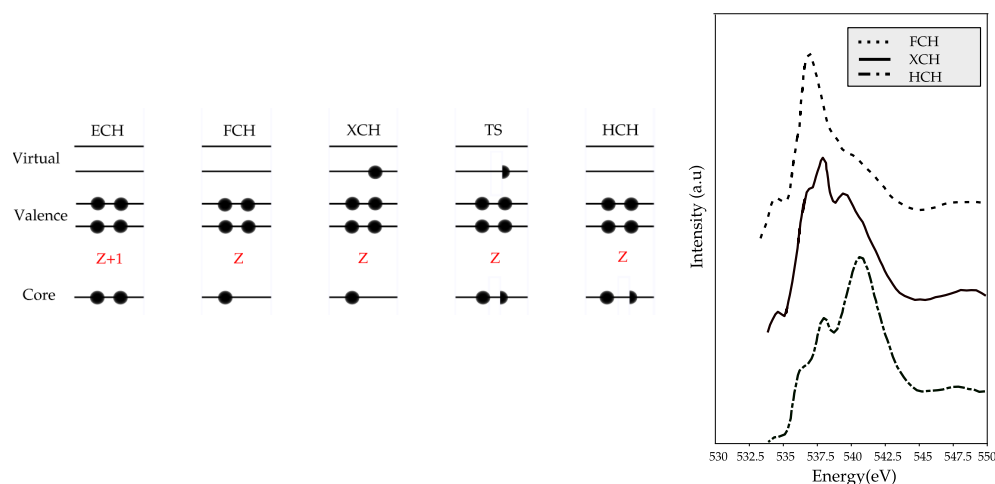 ECH FCH XCH TS HCH
Virtual
Valence
Z+1 Z Z Z Z
Core
FCH
XCH
HCH
Intensity (a.u)
530 532.5 535 537.5 540 542.5 545 547.5 550
Energy(eV)